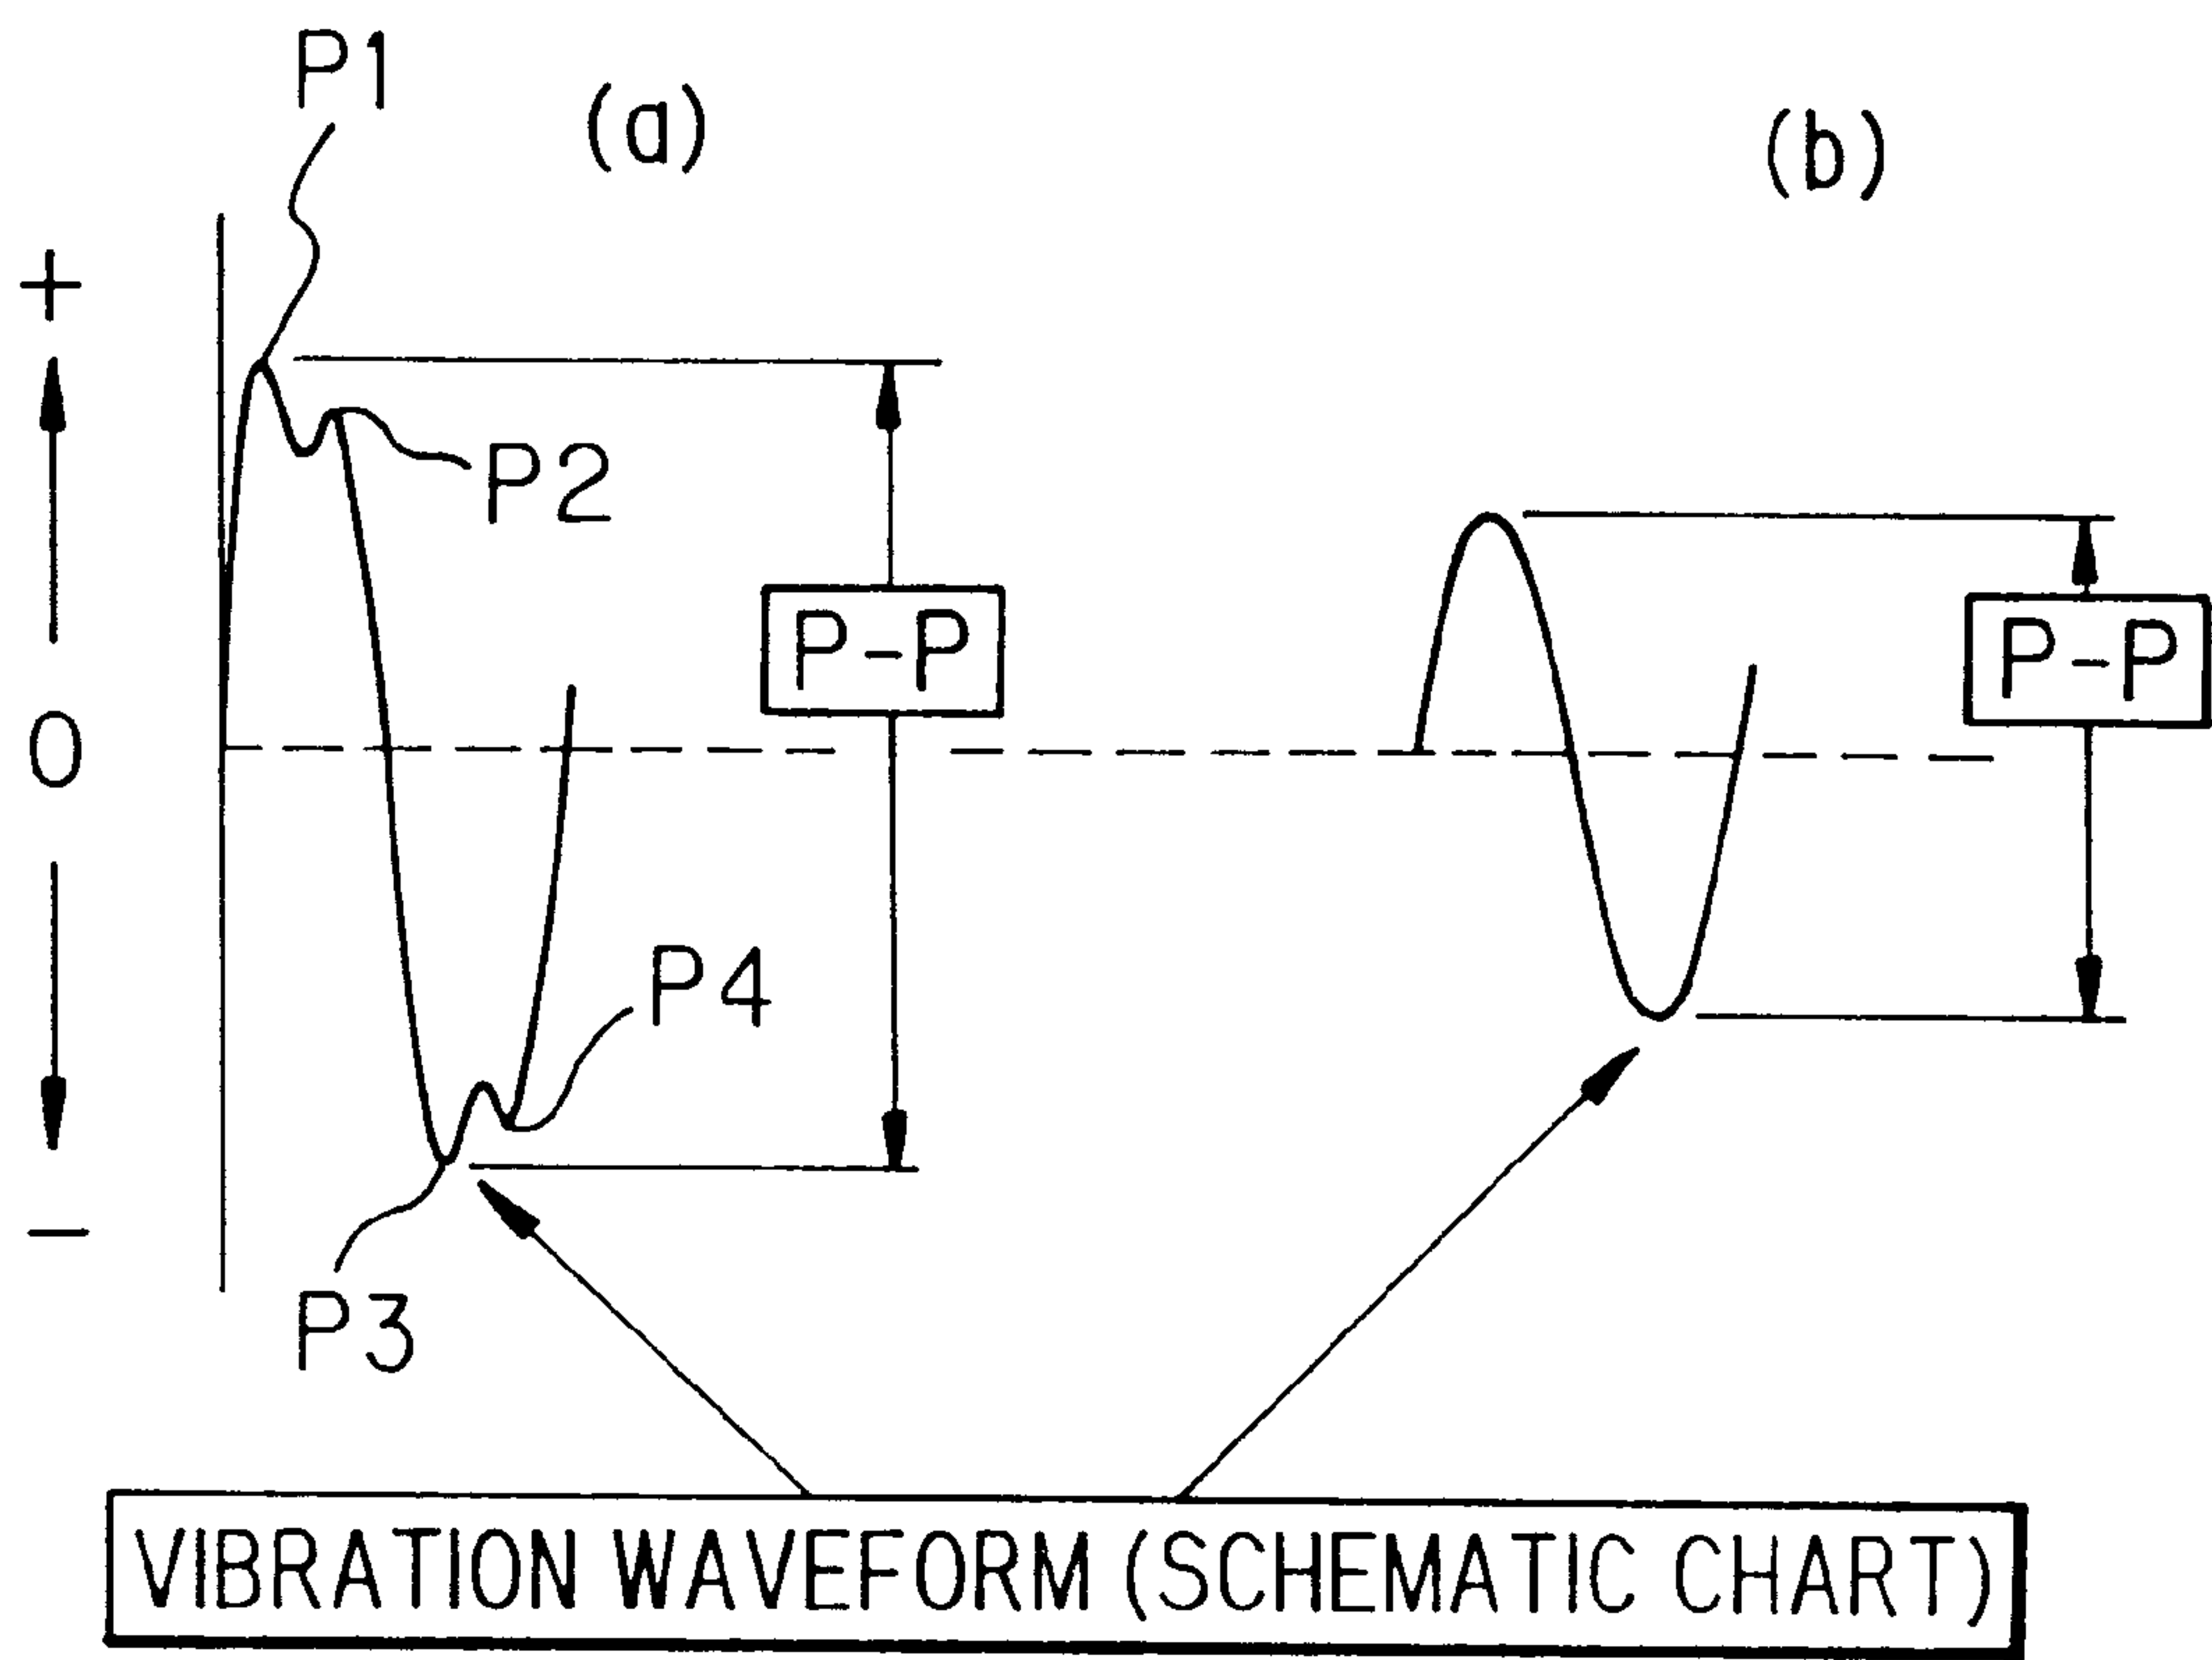 P1
(a)
(b)
+
P2
P-P
P-P
0
P4
-
P3
VIBRATION WAVEFORM (SCHEMATIC CHART)